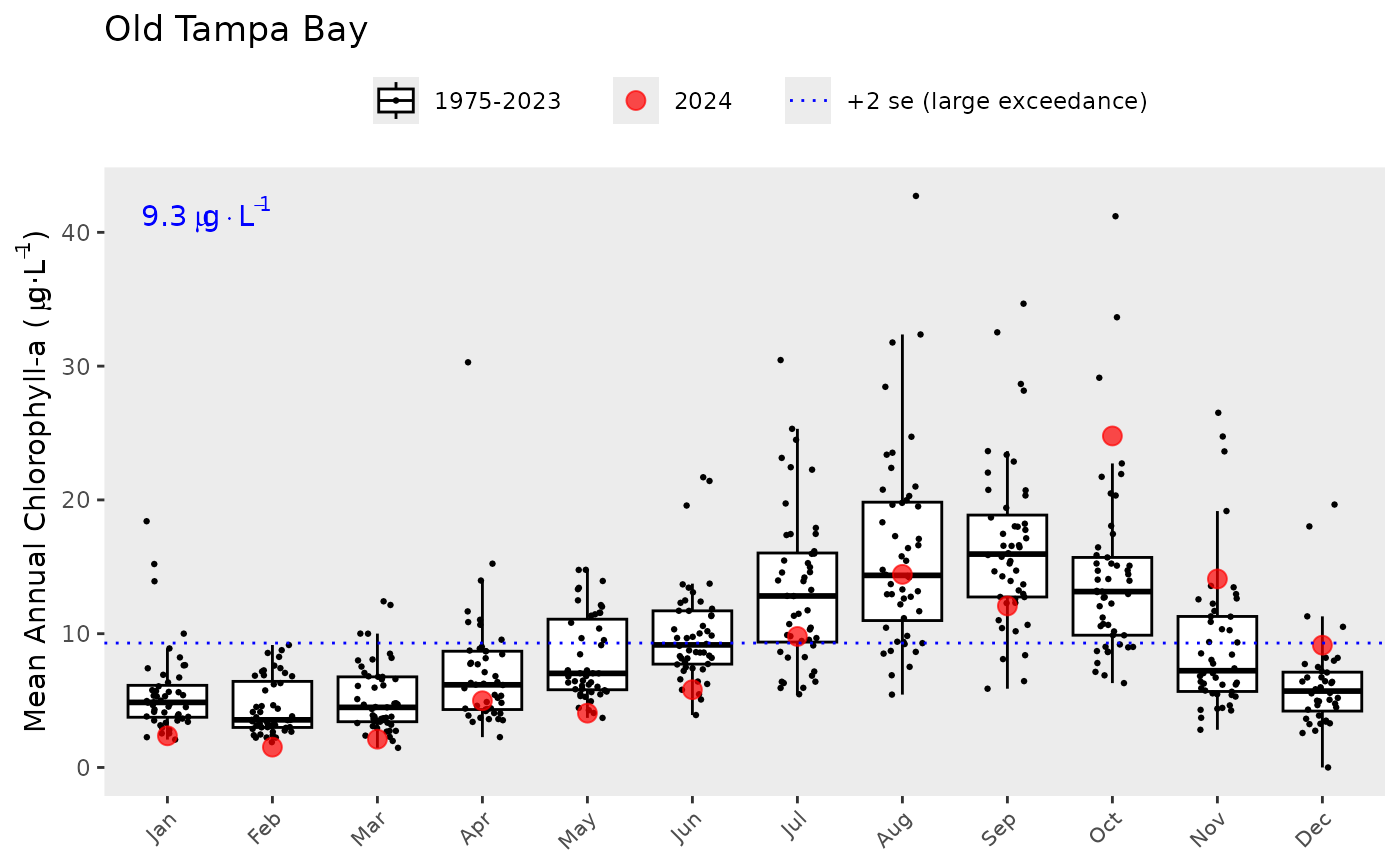 Old Tampa Bay
1975-2023 2024 +2 se (large exceedance)
9.3 μg · L⁻¹
Mean Annual Chlorophyll-a ( μg·L⁻¹)
40
30
20
10
0
Jan Feb Mar Apr May Jun Jul Aug Sep Oct Nov Dec